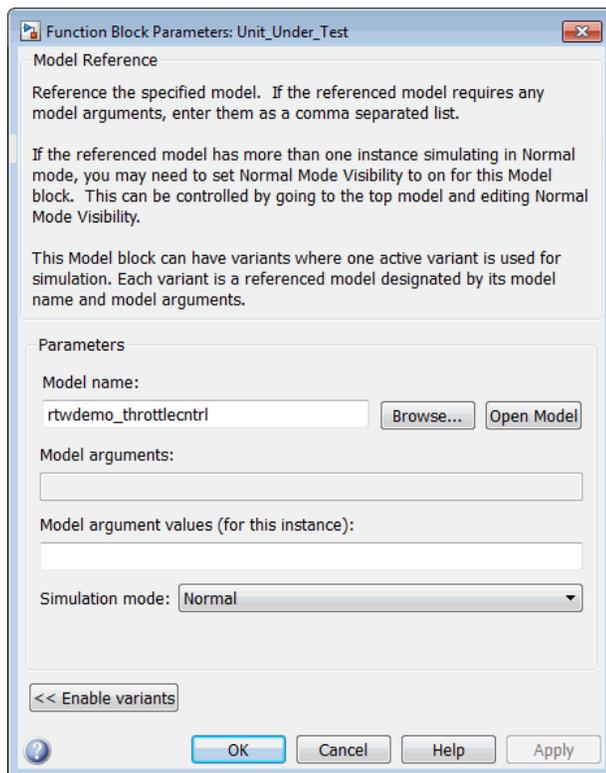 Function Block Parameters: Unit_Under_Test
Model Reference
Reference the specified model. If the referenced model requires any
model arguments, enter them as a comma separated list.
If the referenced model has more than one instance simulating in Normal
mode, you may need to set Normal Mode Visibility to on for this Model
block. This can be controlled by going to the top model and editing Normal
Mode Visibility.
This Model block can have variants where one active variant is used for
simulation. Each variant is a referenced model designated by its model
name and model arguments.
Parameters
Model name:
rtwdemo_throttlecntrl Browse... Open Model
Model arguments:
Model argument values (for this instance):
Simulation mode: Normal
<< Enable variants
OK Cancel Help Apply